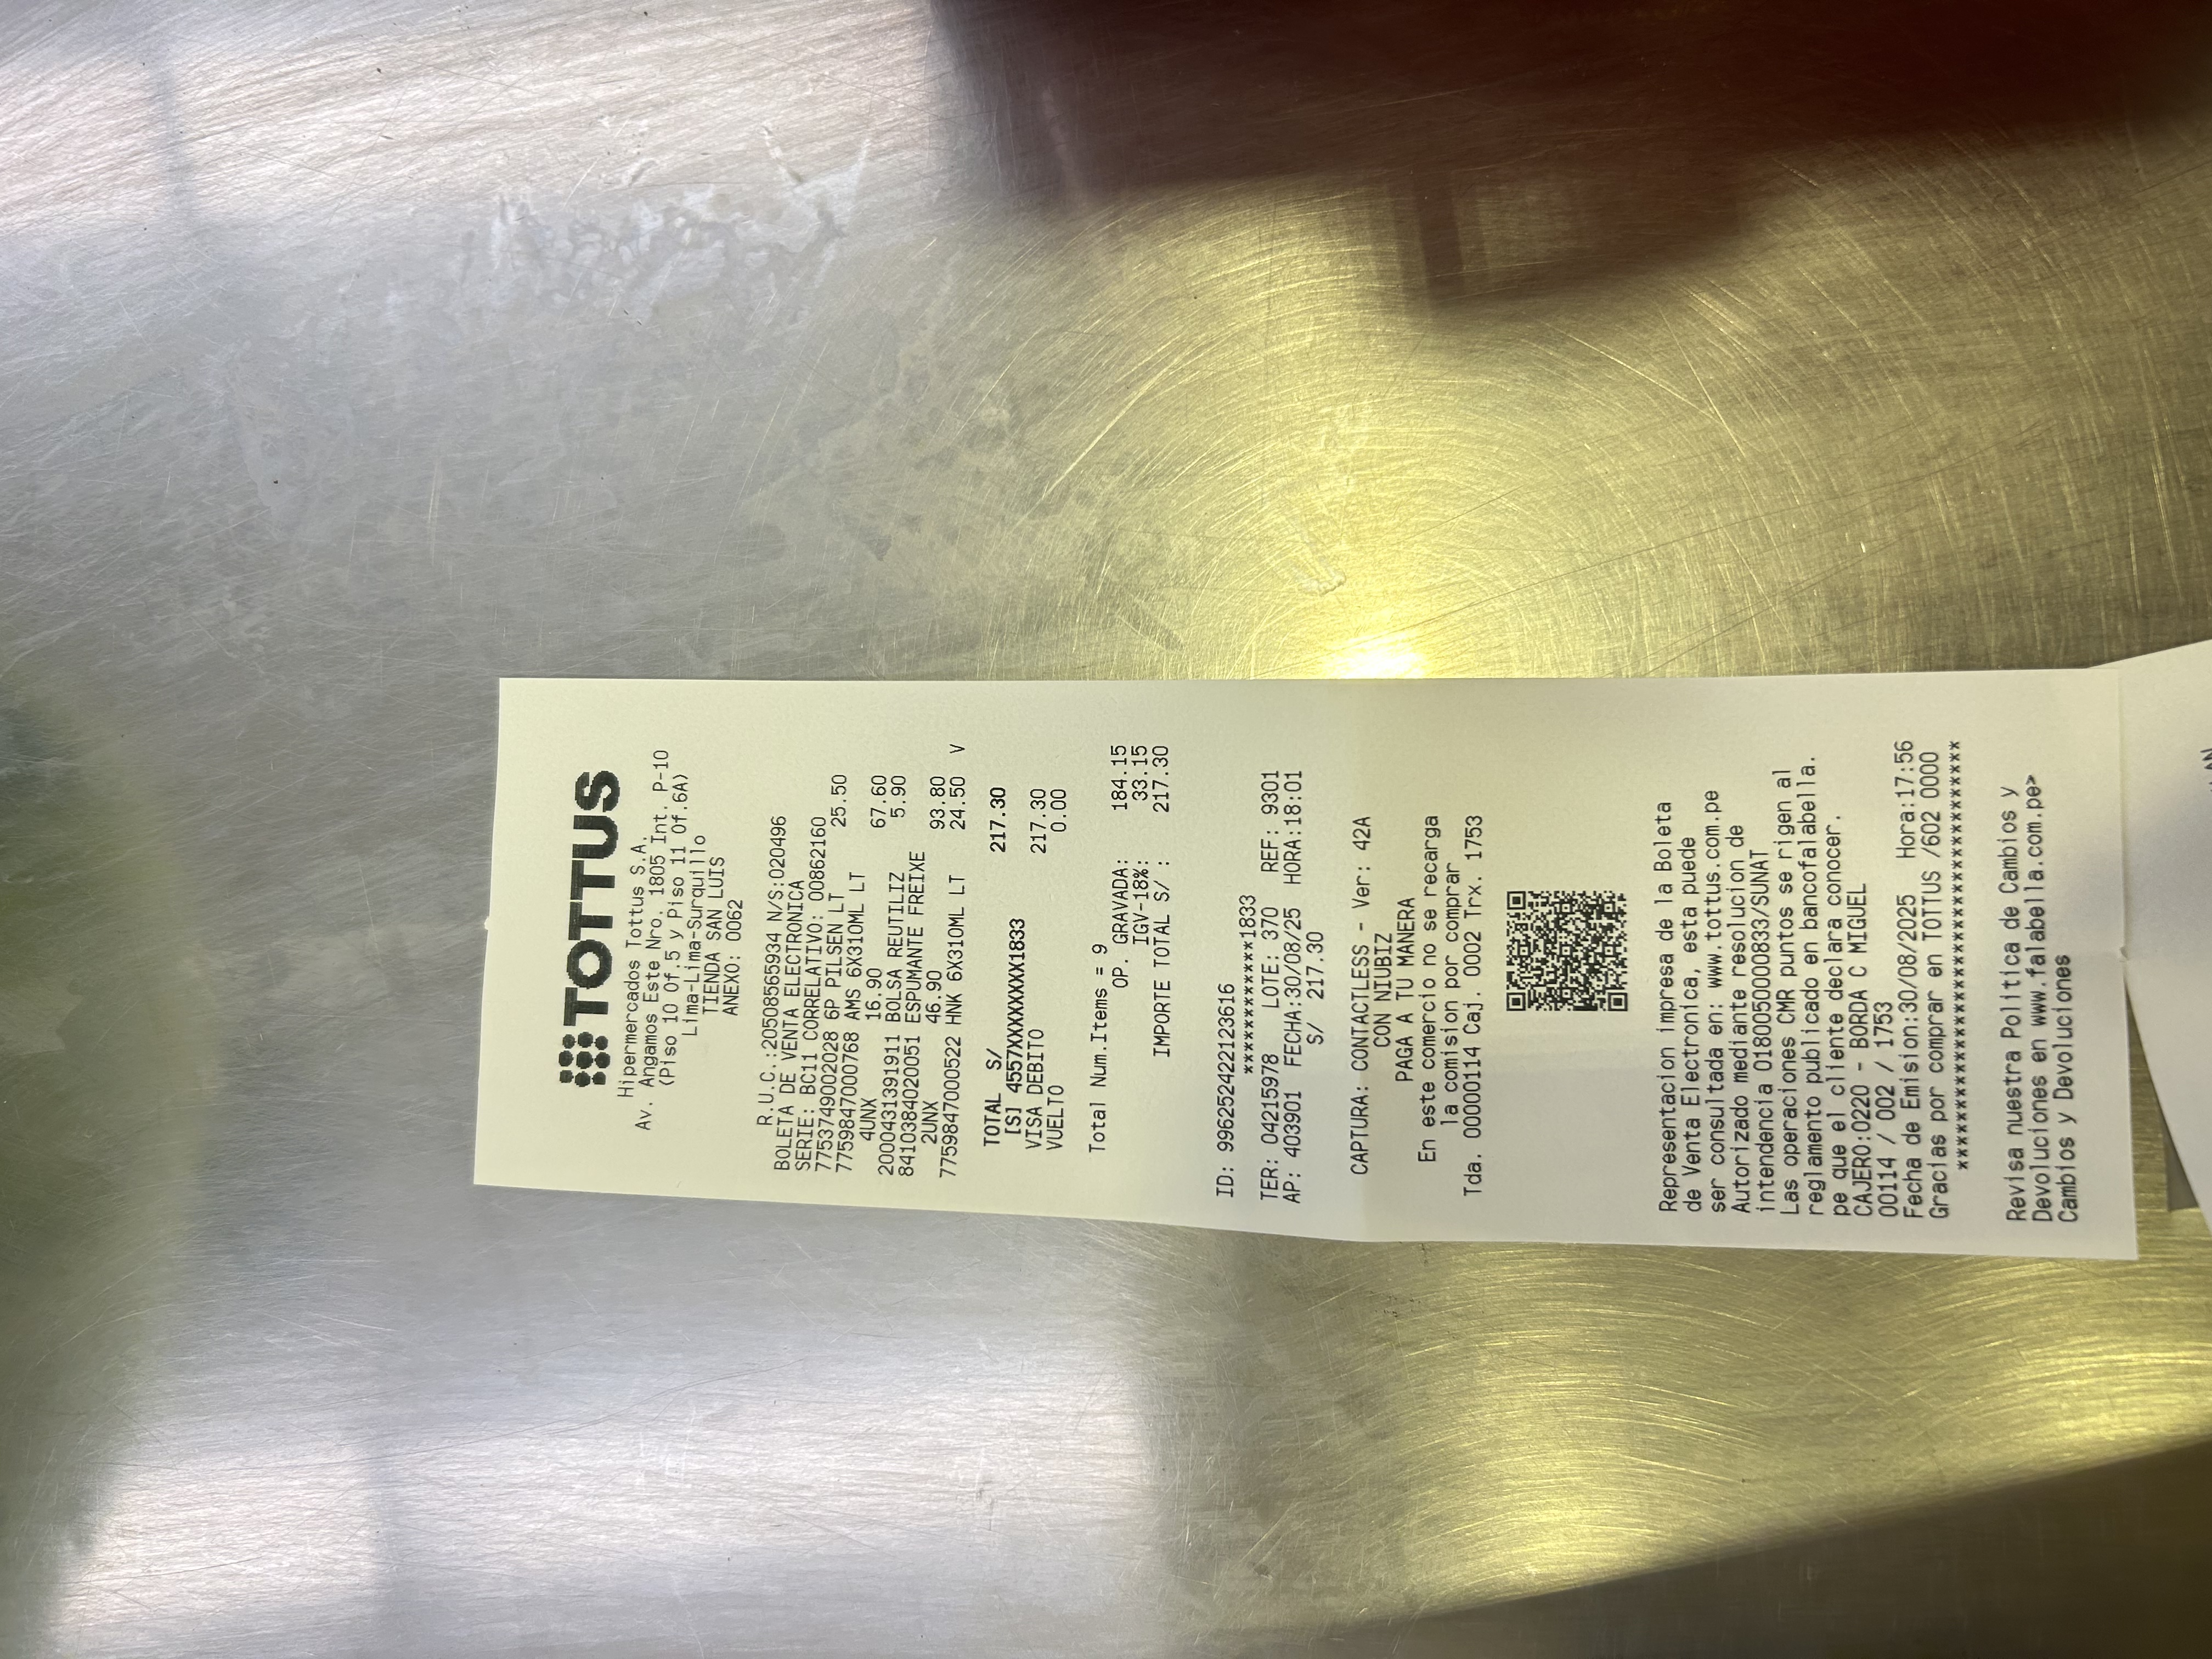 TOTTUS
Hipermercados Tottus S.A.
Av. Angamos Este Nro. 1805 Int. P-10
(Piso 10 Of.5 y Piso 11 Of.6A)
Lima-Lima-Surquillo
TIENDA SAN LUIS
ANEXO: 0062
R.U.C.:20508565934 N/S:020496
BOLETA DE VENTA ELECTRONICA
SERIE: BC11 CORRELATIVO: 00862160
7753749002028 6P PILSEN LT 25.50
7759847000768 AMS 6X310ML LT
4UNX 16.90 67.60
2000431391911 BOLSA REUTILIZ 5.90
8410384020051 ESPUMANTE FREIXE
2UNX 46.90 93.80
7759847000522 HNK 6X310ML LT 24.50 V
TOTAL S/ 217.30
[S] 4557XXXXXXXX1833
VISA DEBITO 217.30
VUELTO 0.00
Total Num.Items = 9
OP. GRAVADA: 184.15
IGV-18%: 33.15
IMPORTE TOTAL S/ : 217.30
ID: 996252422123616
************1833
TER: 04215978 LOTE: 370 REF: 9301
AP: 403901 FECHA:30/08/25 HORA:18:01
S/ 217.30
CAPTURA: CONTACTLESS - Ver: 42A
CON NIUBIZ
PAGA A TU MANERA
En este comercio no se recarga
la comision por comprar
Tda. 00000114 Caj. 0002 Trx. 1753
Representacion impresa de la Boleta
de Venta Electronica, esta puede
ser consultada en: www.tottus.com.pe
Autorizado mediante resolucion de
intendencia 0180050000833/SUNAT
Las operaciones CMR puntos se rigen al
reglamento publicado en bancofalabella.
pe que el cliente declara conocer.
CAJERO:0220 - BORDA C MIGUEL
00114 / 002 / 1753
Fecha de Emision:30/08/2025 Hora:17:56
Gracias por comprar en TOTTUS /602 0000
************************************
Revisa nuestra Politica de Cambios y
Devoluciones en www.falabella.com.pe>
Cambios y Devoluciones